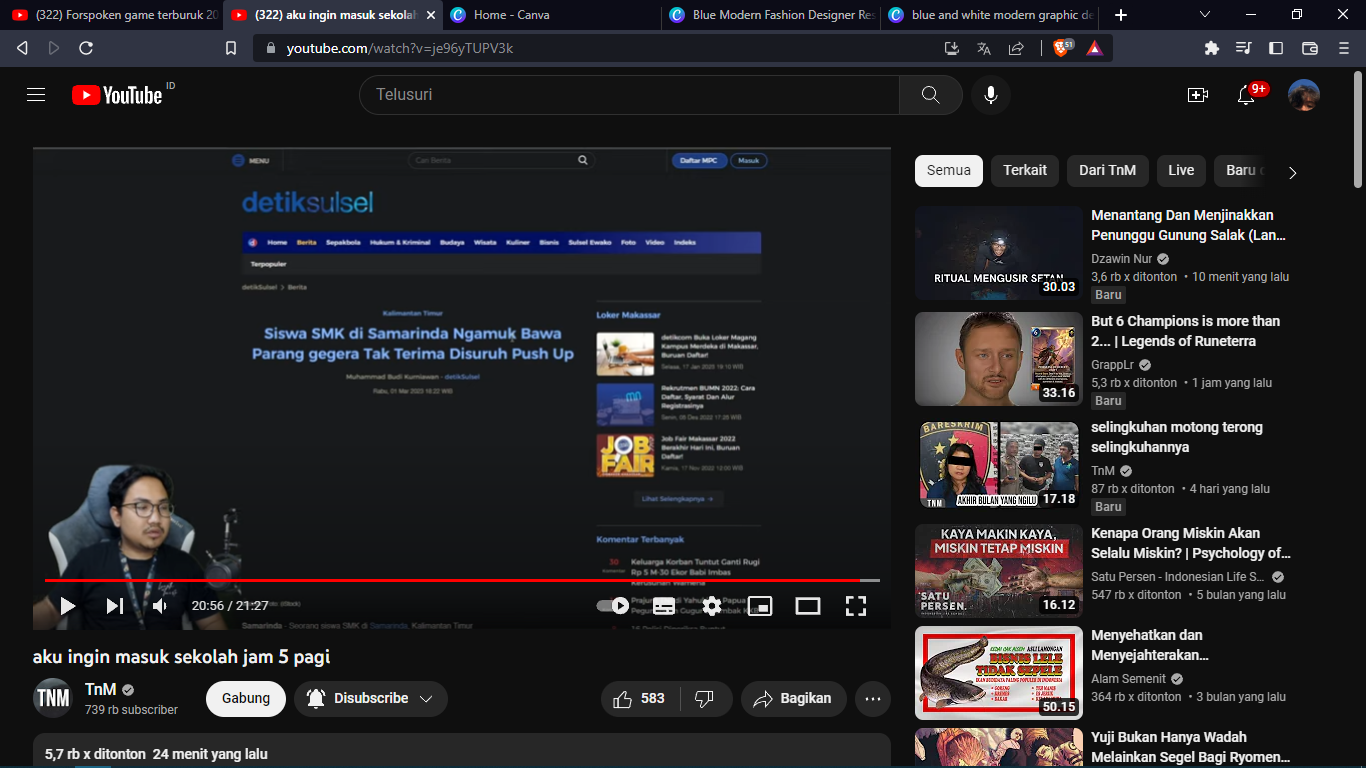 (322) Forspoken game terburuk 20
(322) aku ingin masuk sekolah
Home - Canva
Blue Modern Fashion Designer Res
blue and white modern graphic de
youtube.com/watch?v=je96yTUPV3k
51
YouTube ID
Telusuri
9+
MENU
Cari Berita
Daftar MPC
Masuk
detiksulsel
Home Berita Sepakbola Hukum & Kriminal Budaya Wisata Kuliner Bisnis Sulsel Ewako Foto Video Indeks
Terpopuler
detikSulsel > Berita
Kalimantan Timur
Siswa SMK di Samarinda Ngamuk Bawa
Parang gegera Tak Terima Disuruh Push Up
Muhammad Budi Kurniawan - detikSulsel
Rabu, 01 Mar 2023 18:22 WIB
Loker Makassar
detikcom Buka Loker Magang
Kampus Merdeka di Makassar,
Buruan Daftar!
Rekrutmen BUMN 2022: Cara
Daftar, Syarat Dan Alur
Registrasinya
JOB
FAIR
Job Fair Makassar 2022
Berakhir Hari Ini, Buruan
Daftar!
Lihat Selengkapnya →
Komentar Terbanyak
30
Komentar
Keluarga Korban Tuntut Ganti Rugi
Rp 5 M-30 Ekor Babi Imbas
Kerusuhan Wamena
20:56 / 21:27
Samarinda - Seorang siswa SMK di Samarinda, Kalimantan Timur
aku ingin masuk sekolah jam 5 pagi
TNM
TnM
739 rb subscriber
Gabung
Disubscribe
583
Bagikan
5,7 rb x ditonton 24 menit yang lalu
Semua
Terkait
Dari TnM
Live
Baru
RITUAL MENGUSIR SETAN
30.03
Menantang Dan Menjinakkan
Penunggu Gunung Salak (Lan...
Dzawin Nur
3,6 rb x ditonton • 10 menit yang lalu
Baru
33.16
But 6 Champions is more than
2... | Legends of Runeterra
GrappLr
5,3 rb x ditonton • 1 jam yang lalu
Baru
BARESKRIM
TNM
AKHIR BULAN YANG NGILU
17.18
selingkuhan motong terong
selingkuhannya
TnM
87 rb x ditonton • 4 hari yang lalu
Baru
KAYA MAKIN KAYA,
MISKIN TETAP MISKIN
SATU
PERSEN.
16.12
Kenapa Orang Miskin Akan
Selalu Miskin? | Psychology of...
Satu Persen - Indonesian Life S...
547 rb x ditonton • 5 bulan yang lalu
BISNIS LELE
TIDAK SEPELE
50.15
Menyehatkan dan
Menyejahterakan...
Alam Semenit
364 rb x ditonton • 3 bulan yang lalu
Yuji Bukan Hanya Wadah
Melainkan Segel Bagi Ryomen...